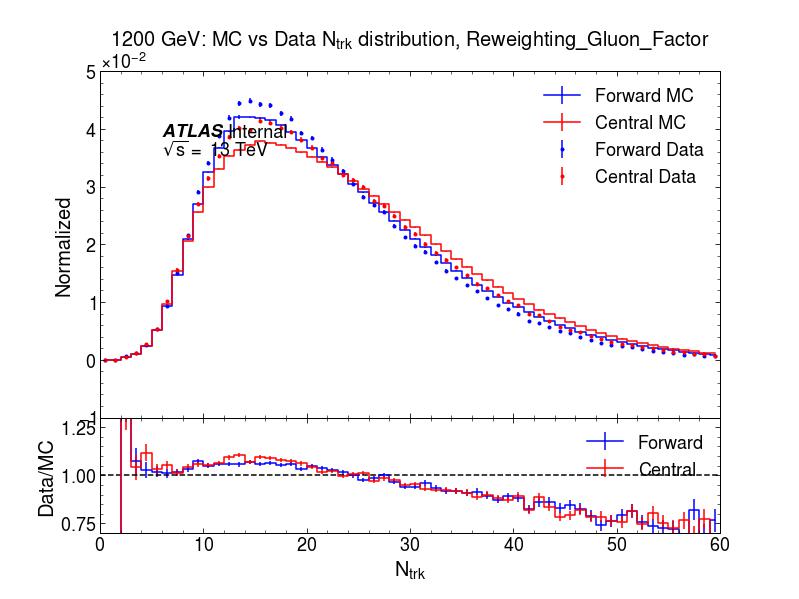 1200 GeV: MC vs Data N_trk distribution, Reweighting_Gluon_Factor
×10⁻²
5
4
3
2
1
0
−1
Normalized
ATLAS Internal
√s = 13 TeV
Forward MC
Central MC
Forward Data
Central Data
1.25
1.00
0.75
Data/MC
Forward
Central
0 10 20 30 40 50 60
N_trk